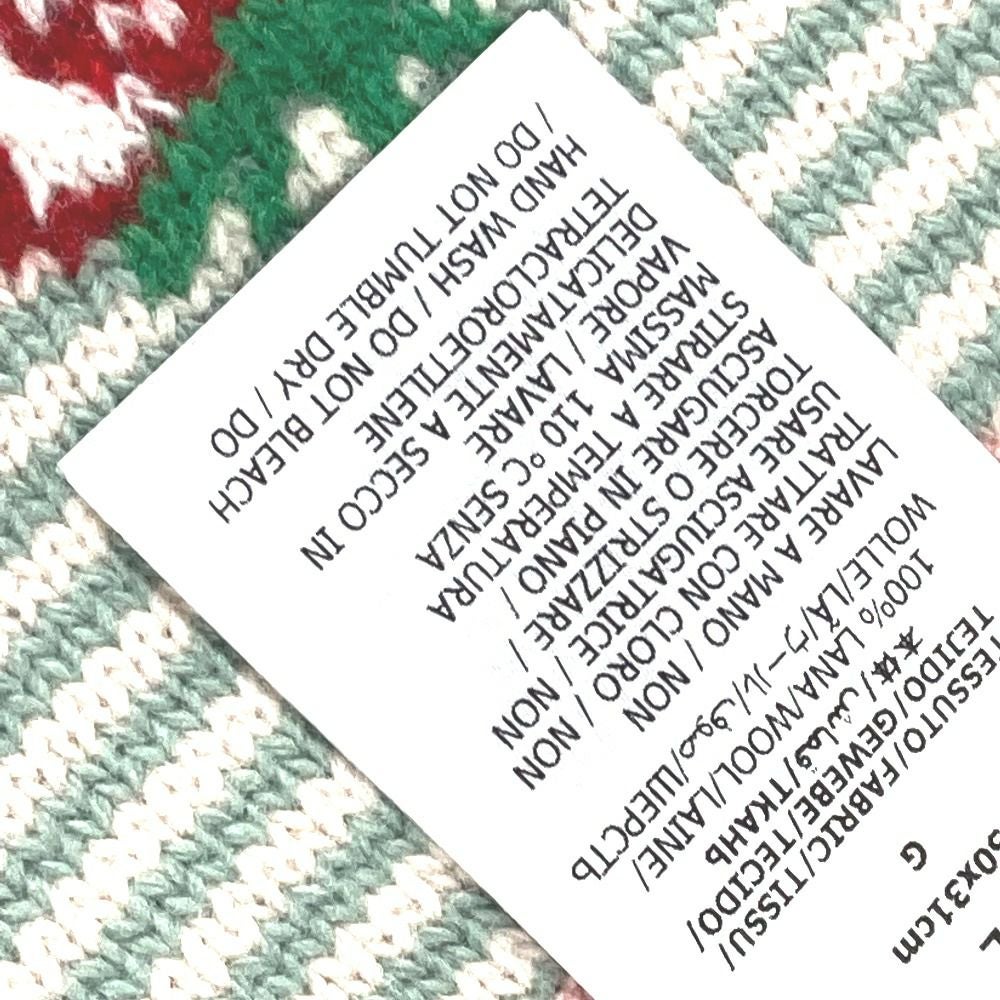 0x31cm
G
TESSUTO/FABRIC/TISSU/
TEJIDO/GEWEBE/TECIDO/
本体/قماش/ТКАНЬ
100% LANA/WOOL/LAINE/
WOLLE/LÃ/ウール/صوف/ШЕРСТЬ
LAVARE A MANO / NON
TRATTARE CON CLORO / NON
USARE ASCIUGATRICE / NON
TORCERE O STRIZZARE /
ASCIUGARE IN PIANO /
STIRARE A TEMPERATURA
MASSIMA 110 °C SENZA
VAPORE / LAVARE
DELICATAMENTE A SECCO IN
TETRACLOROETILENE
HAND WASH / DO NOT BLEACH
/ DO NOT TUMBLE DRY / DO